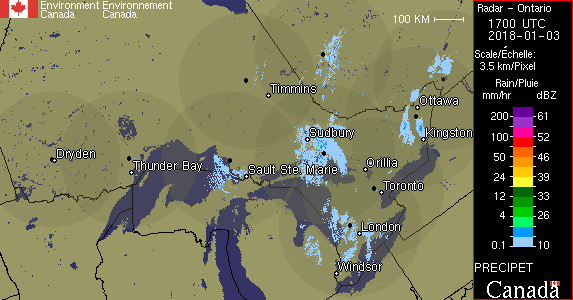 Environment Environnement
Canada Canada
100 KM
Timmins
Ottawa
Sudbury
Kingston
Dryden
Thunder Bay
Sault Ste. Marie
Orillia
Toronto
London
Windsor
Radar - Ontario
1700 UTC
2018-01-03
Scale/Échelle:
3.5 km/Pixel
Rain/Pluie
mm/hr dBZ
200 61
100 52
50 46
24 39
12 33
4 26
0.1 10
PRECIPET
Canada